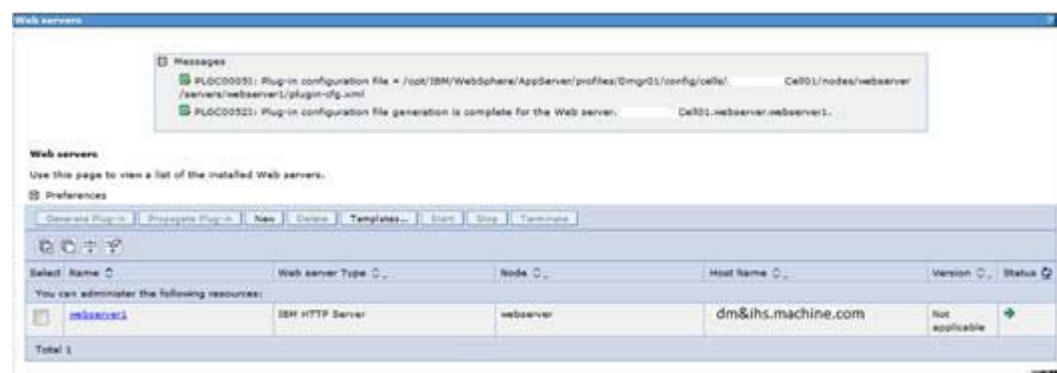 Web servers ?
Messages
PLGC0005I: Plug-in configuration file = /opt/IBM/WebSphere/AppServer/profiles/Dmgr01/config/cells/ Cell01/nodes/webserver
/servers/webserver1/plugin-cfg.xml
PLGC0052I: Plug-in configuration file generation is complete for the Web server. Cell01.webserver.webserver1.
Web servers
Use this page to view a list of the installed Web servers.
Preferences
Generate Plug-in Propagate Plug-in New Delete Templates... Start Stop Terminate
Select Name Web server Type Node Host Name Version Status
You can administer the following resources:
webserver1 IBM HTTP Server webserver dm&ihs.machine.com Not applicable
Total 1